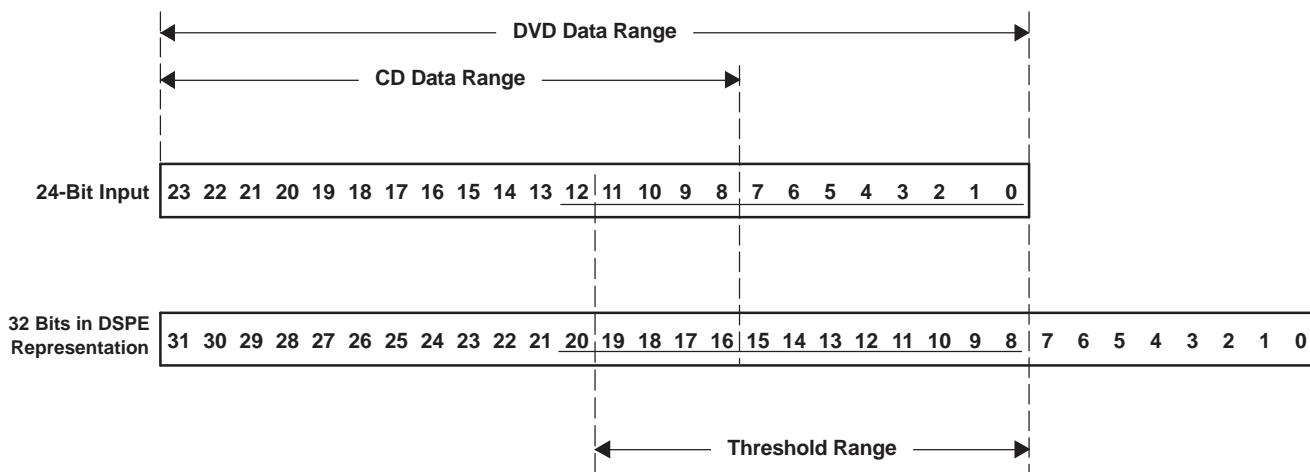 DVD Data Range
CD Data Range
24-Bit Input 23 22 21 20 19 18 17 16 15 14 13 12 11 10 9 8 7 6 5 4 3 2 1 0
32 Bits in DSPE
Representation 31 30 29 28 27 26 25 24 23 22 21 20 19 18 17 16 15 14 13 12 11 10 9 8 7 6 5 4 3 2 1 0
Threshold Range